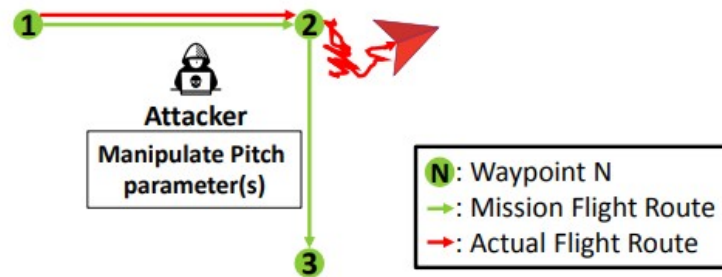 1
2
Attacker
Manipulate Pitch
parameter(s)
3
N: Waypoint N
: Mission Flight Route
: Actual Flight Route